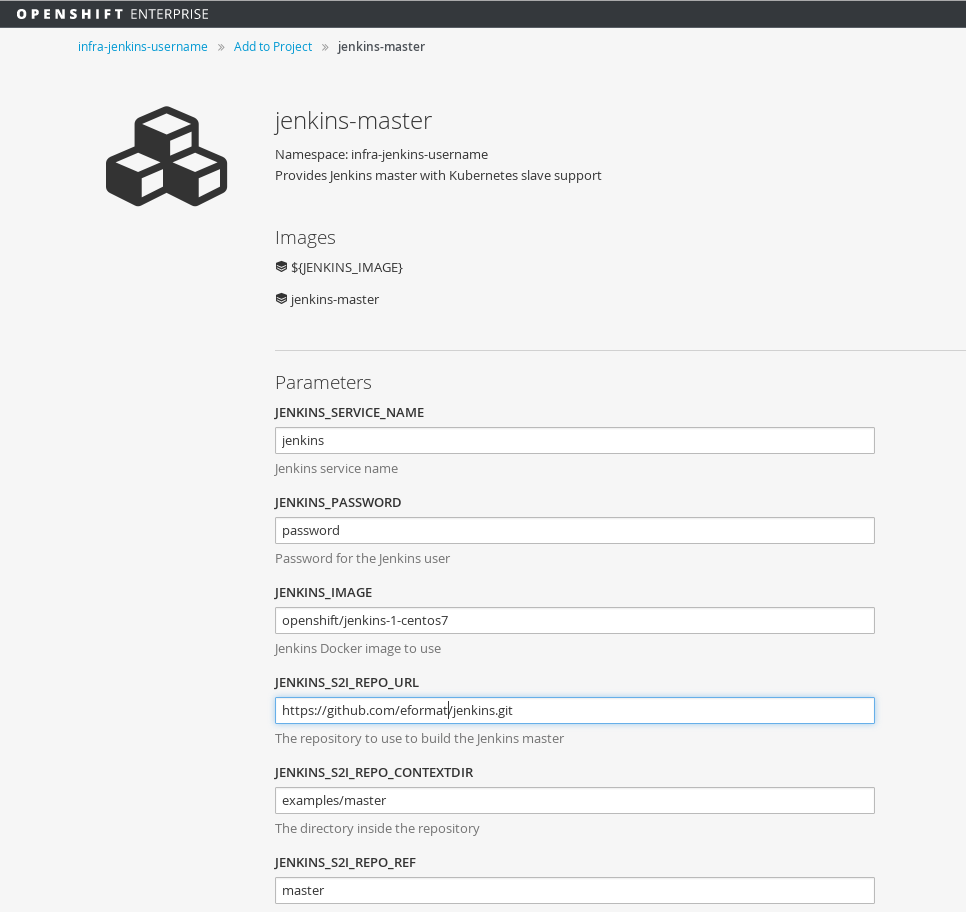 OPENSHIFT ENTERPRISE
infra-jenkins-username » Add to Project » jenkins-master
jenkins-master
Namespace: infra-jenkins-username
Provides Jenkins master with Kubernetes slave support
Images
${JENKINS_IMAGE}
jenkins-master
Parameters
JENKINS_SERVICE_NAME
jenkins
Jenkins service name
JENKINS_PASSWORD
password
Password for the Jenkins user
JENKINS_IMAGE
openshift/jenkins-1-centos7
Jenkins Docker image to use
JENKINS_S2I_REPO_URL
https://github.com/eformat/jenkins.git
The repository to use to build the Jenkins master
JENKINS_S2I_REPO_CONTEXTDIR
examples/master
The directory inside the repository
JENKINS_S2I_REPO_REF
master